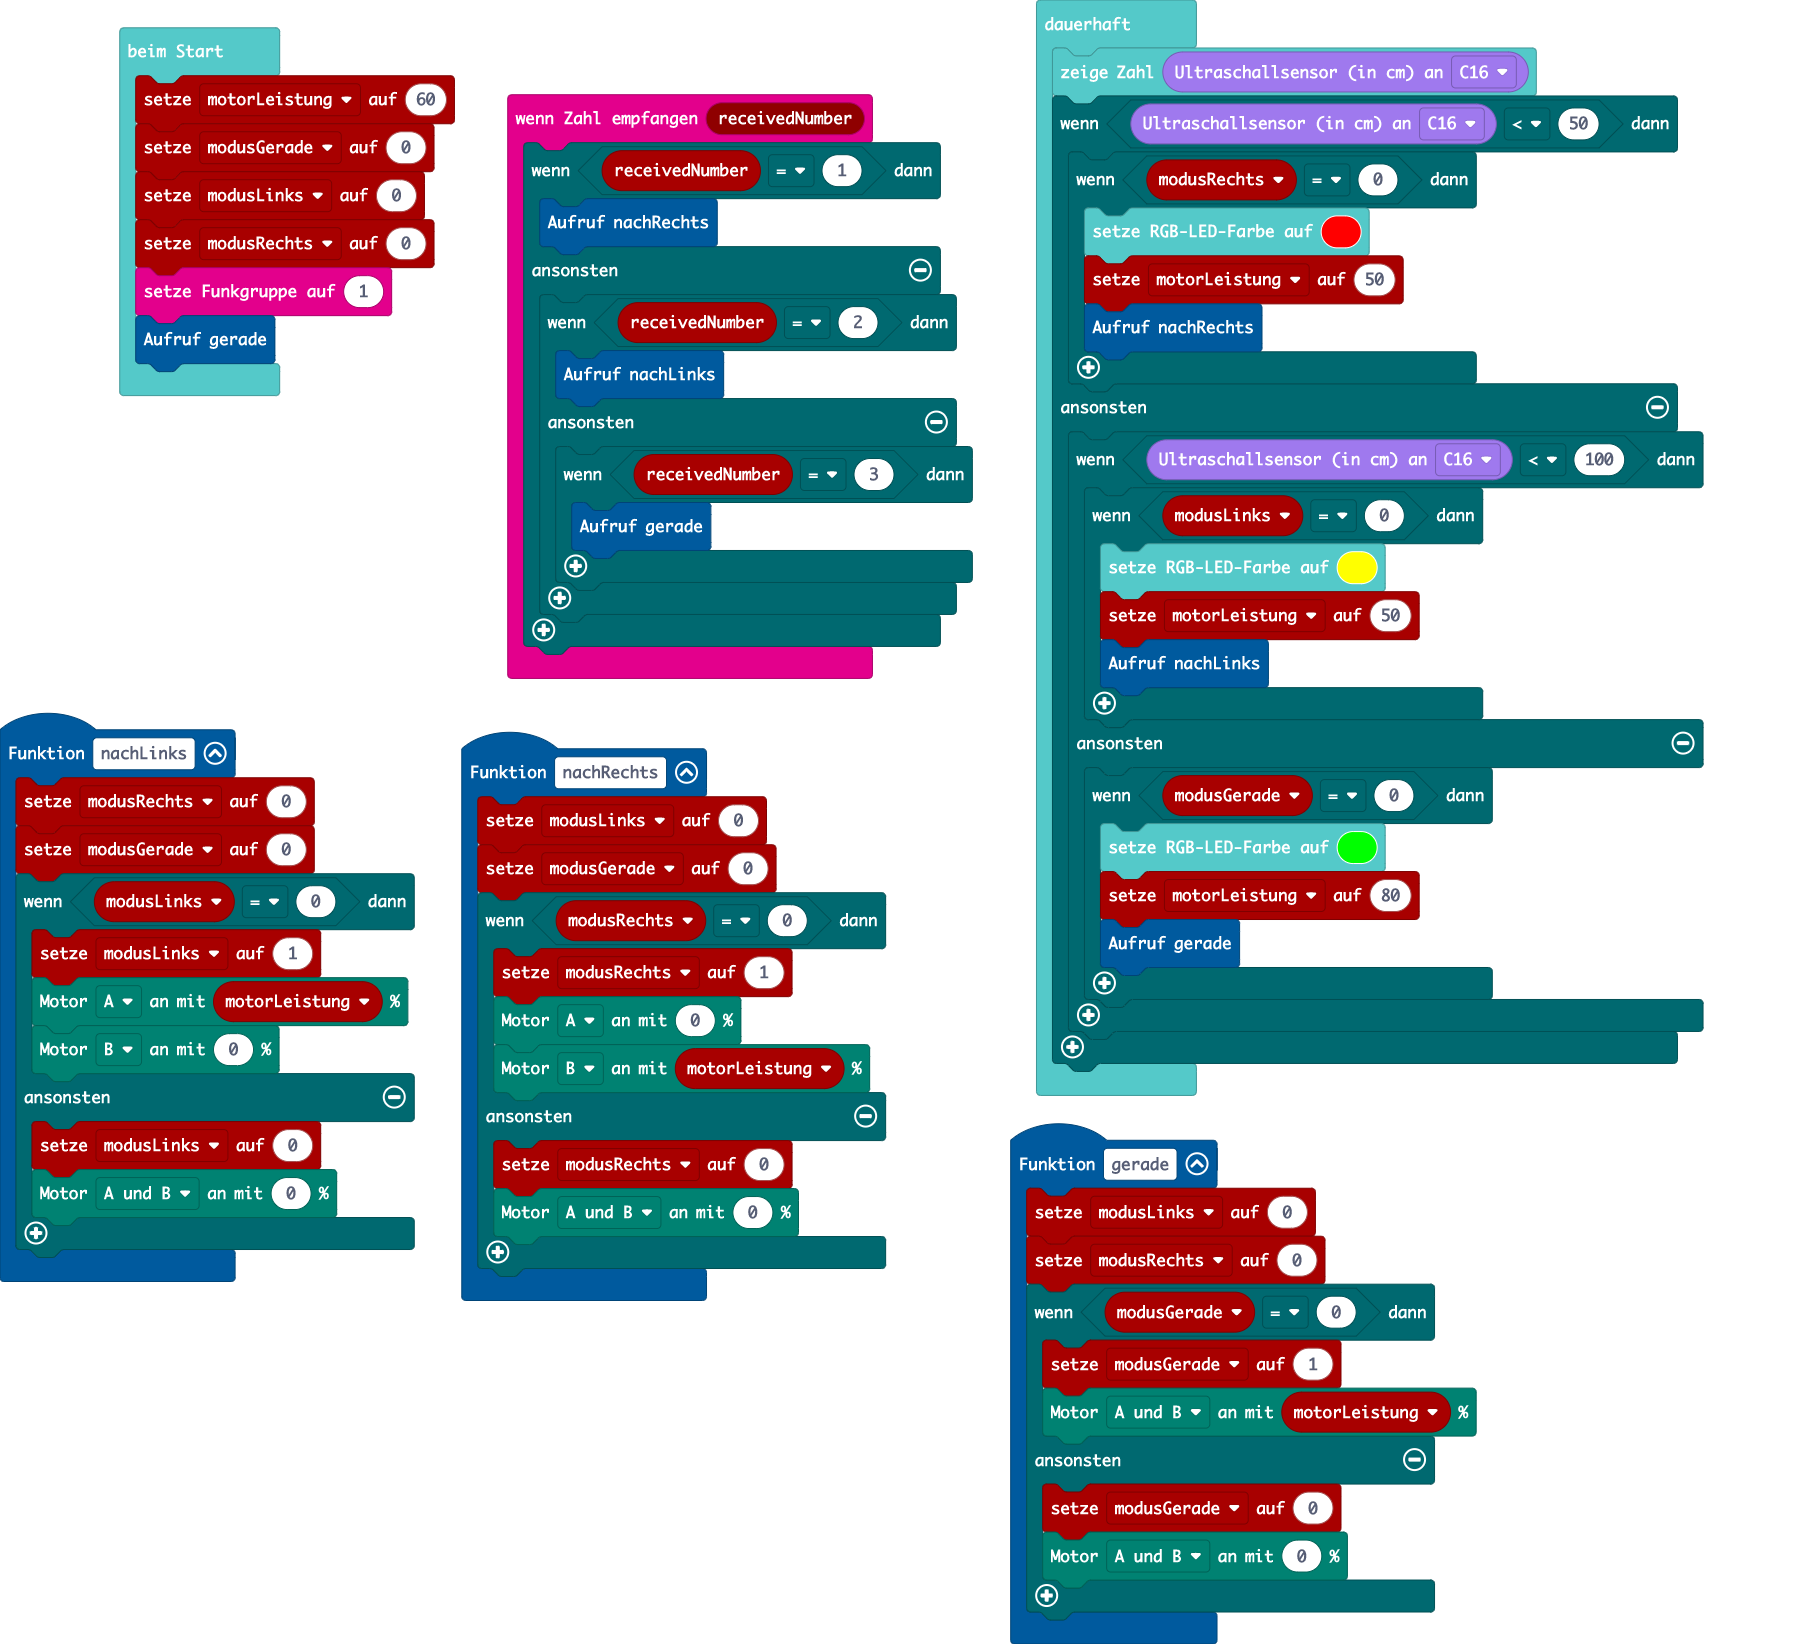 beim Start
setze motorLeistung auf 60
setze modusGerade auf 0
setze modusLinks auf 0
setze modusRechts auf 0
setze Funkgruppe auf 1
Aufruf gerade
wenn Zahl empfangen receivedNumber
wenn receivedNumber = 1 dann
Aufruf nachRechts
ansonsten
wenn receivedNumber = 2 dann
Aufruf nachLinks
ansonsten
wenn receivedNumber = 3 dann
Aufruf gerade
dauerhaft
zeige Zahl Ultraschallsensor (in cm) an C16
wenn Ultraschallsensor (in cm) an C16 < 50 dann
wenn modusRechts = 0 dann
setze RGB-LED-Farbe auf
setze motorLeistung auf 50
Aufruf nachRechts
ansonsten
wenn Ultraschallsensor (in cm) an C16 < 100 dann
wenn modusLinks = 0 dann
setze RGB-LED-Farbe auf
setze motorLeistung auf 50
Aufruf nachLinks
ansonsten
wenn modusGerade = 0 dann
setze RGB-LED-Farbe auf
setze motorLeistung auf 80
Aufruf gerade
Funktion nachLinks
setze modusRechts auf 0
setze modusGerade auf 0
wenn modusLinks = 0 dann
setze modusLinks auf 1
Motor A an mit motorLeistung %
Motor B an mit 0 %
ansonsten
setze modusLinks auf 0
Motor A und B an mit 0 %
Funktion nachRechts
setze modusLinks auf 0
setze modusGerade auf 0
wenn modusRechts = 0 dann
setze modusRechts auf 1
Motor A an mit 0 %
Motor B an mit motorLeistung %
ansonsten
setze modusRechts auf 0
Motor A und B an mit 0 %
Funktion gerade
setze modusLinks auf 0
setze modusRechts auf 0
wenn modusGerade = 0 dann
setze modusGerade auf 1
Motor A und B an mit motorLeistung %
ansonsten
setze modusGerade auf 0
Motor A und B an mit 0 %